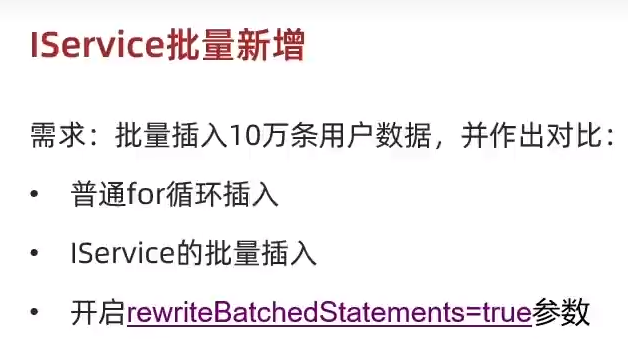 IService批量新增
需求：批量插入10万条用户数据，并作出对比：
• 普通for循环插入
• IService的批量插入
• 开启rewriteBatchedStatements=true参数